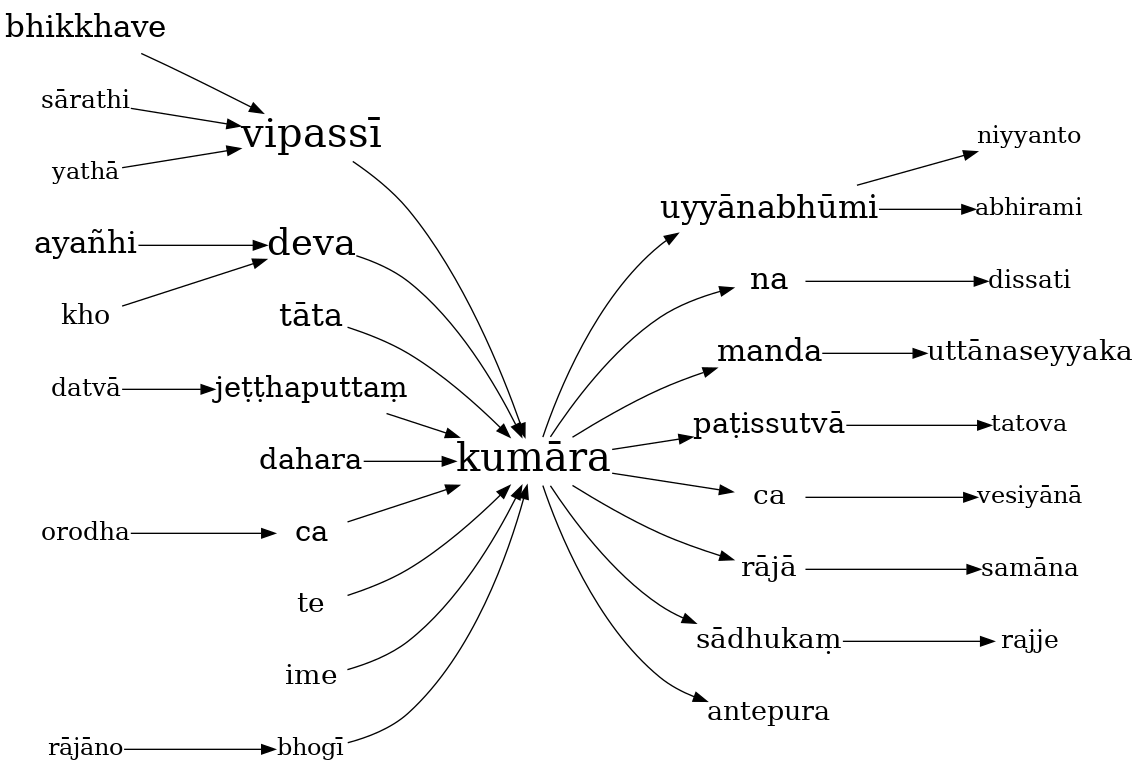 bhikkhave
sārathi
yathā
vipassī
ayañhi
deva
kho
tāta
datvā
jeṭṭhaputtaṃ
dahara
orodha
ca
te
ime
rājāno
bhogī
kumāra
uyyānabhūmi
niyyanto
abhirami
na
dissati
manda
uttānaseyyaka
paṭissutvā
tatova
ca
vesiyānā
rājā
samāna
sādhukaṃ
rajje
antepura